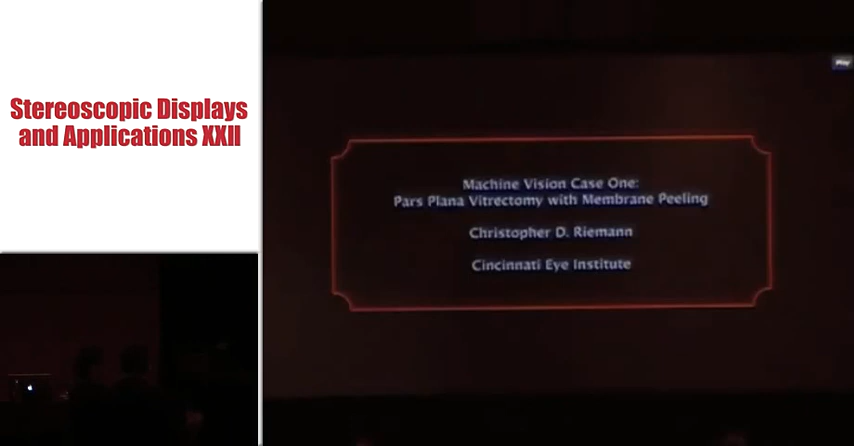 Stereoscopic Displays
and Applications XXII
Play
Machine Vision Case One:
Pars Plana Vitrectomy with Membrane Peeling
Christopher D. Riemann
Cincinnati Eye Institute